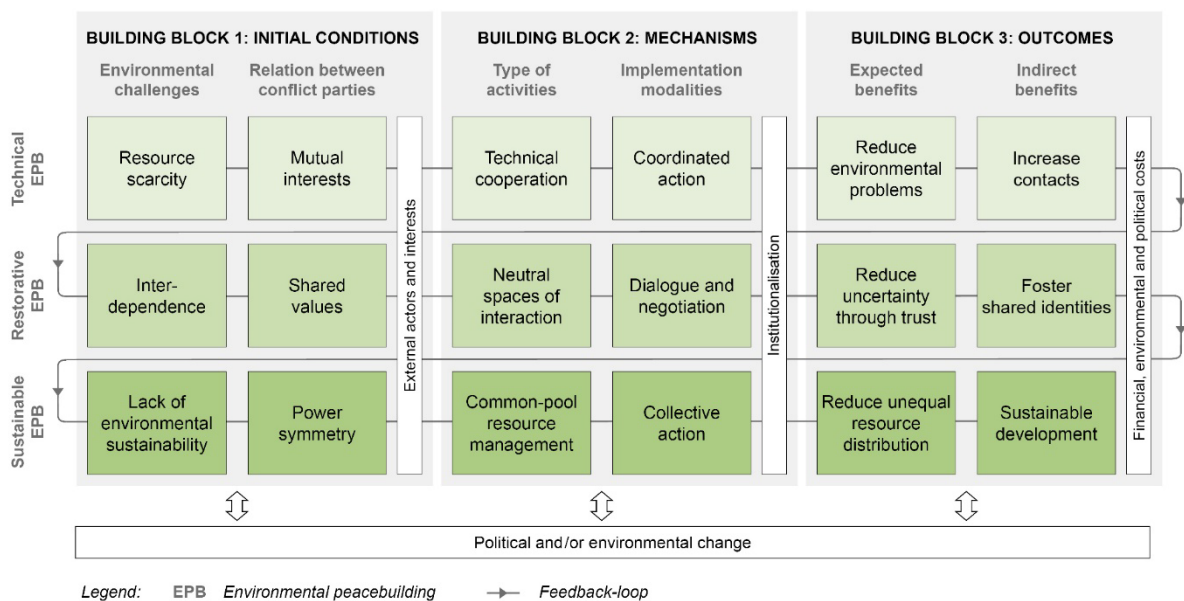 BUILDING BLOCK 1: INITIAL CONDITIONS
BUILDING BLOCK 2: MECHANISMS
BUILDING BLOCK 3: OUTCOMES
Environmental
challenges
Relation between
conflict parties
Type of
activities
Implementation
modalities
Expected
benefits
Indirect
benefits
Technical
EPB
Resource
scarcity
Mutual
interests
Technical
cooperation
Coordinated
action
Reduce
environmental
problems
Increase
contacts
Restorative
EPB
Inter-
dependence
Shared
values
Neutral
spaces of
interaction
Dialogue and
negotiation
Reduce
uncertainty
through trust
Foster
shared identities
Sustainable
EPB
Lack of
environmental
sustainability
Power
symmetry
Common-pool
resource
management
Collective
action
Reduce unequal
resource
distribution
Sustainable
development
External actors and interests
Institutionalisation
Financial, environmental and political costs
Political and/or environmental change
Legend: EPB Environmental peacebuilding Feedback-loop